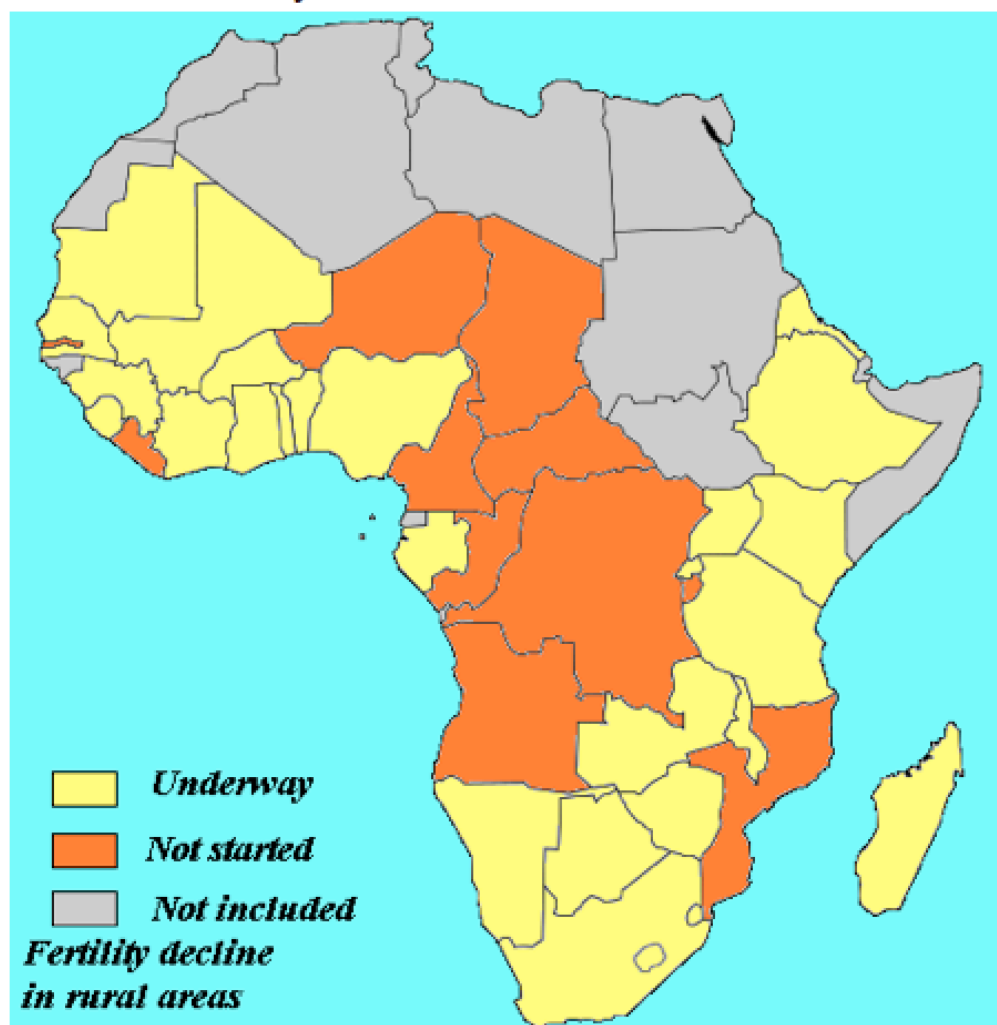 Underway
Not started
Not included
Fertility decline
in rural areas